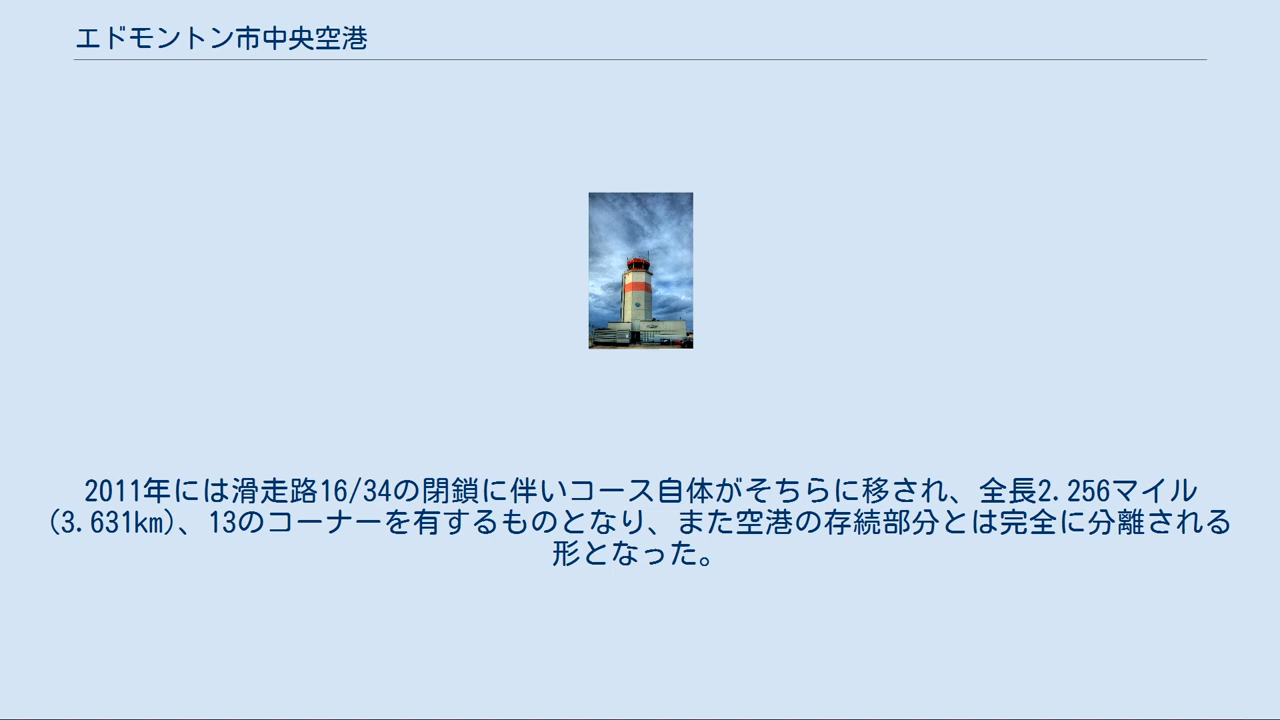 エドモントン市中央空港
2011年には滑走路16/34の閉鎖に伴いコース自体がそちらに移され、全長2.256マイル
(3.631km)、13のコーナーを有するものとなり、また空港の存続部分とは完全に分離される
形となった。